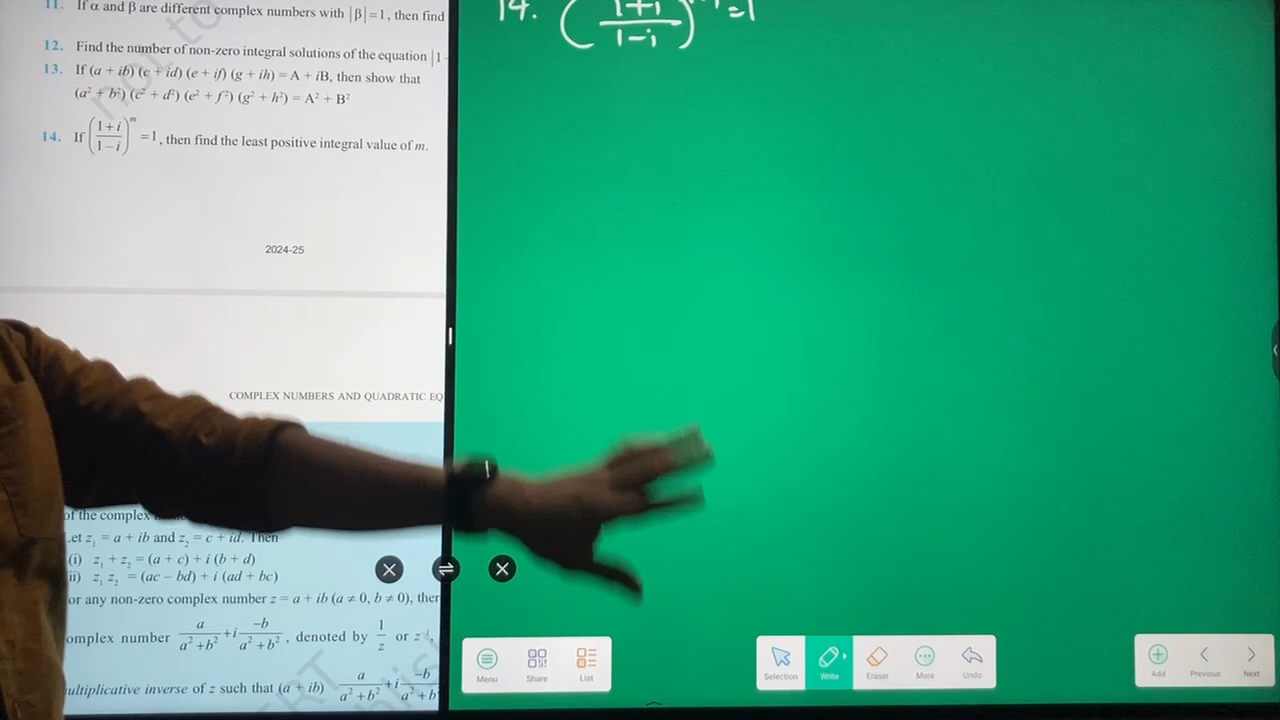 11. If α and β are different complex numbers with |β|=1, then find
12. Find the number of non-zero integral solutions of the equation |1
13. If (a + ib) (c + id) (e + if) (g + ih) = A + iB, then show that
(a² + b²) (c² + d²) (e² + f²) (g² + h²) = A² + B²
14. If ((1+i)/(1−i))^m = 1, then find the least positive integral value of m.
2024-25
COMPLEX NUMBERS AND QUADRATIC EQ
of the complex
Let z₁ = a + ib and z₂ = c + id. Then
(i) z₁ + z₂ = (a + c) + i (b + d)
(ii) z₁ z₂ = (ac − bd) + i (ad + bc)
or any non-zero complex number z = a + ib (a ≠ 0, b ≠ 0), ther
omplex number a/(a²+b²) + i −b/(a²+b²), denoted by 1/z or z
ultiplicative inverse of z such that (a + ib) a/(a²+b²) + i −b/(a²+b
14. ((1+i)/(1−i)) =1
Menu
Share
List
Selection
Write
Eraser
More
Undo
Add
Previous
Next